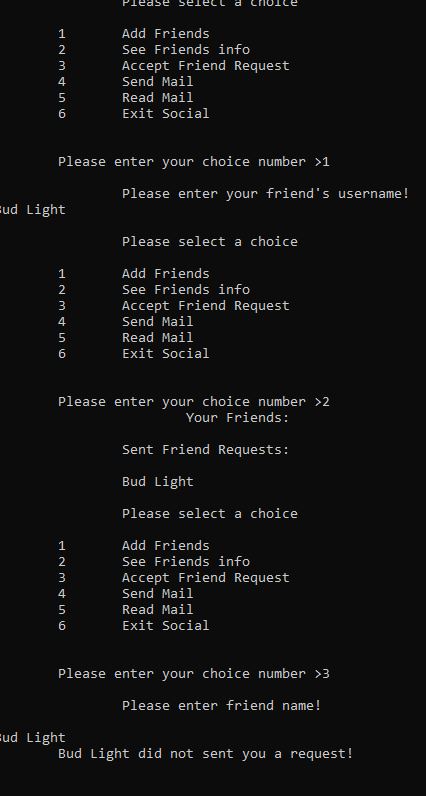 Please select a choice
1 Add Friends
2 See Friends info
3 Accept Friend Request
4 Send Mail
5 Read Mail
6 Exit Social
Please enter your choice number >1
Please enter your friend's username!
Bud Light
Please select a choice
1 Add Friends
2 See Friends info
3 Accept Friend Request
4 Send Mail
5 Read Mail
6 Exit Social
Please enter your choice number >2
Your Friends:
Sent Friend Requests:
Bud Light
Please select a choice
1 Add Friends
2 See Friends info
3 Accept Friend Request
4 Send Mail
5 Read Mail
6 Exit Social
Please enter your choice number >3
Please enter friend name!
Bud Light
Bud Light did not sent you a request!